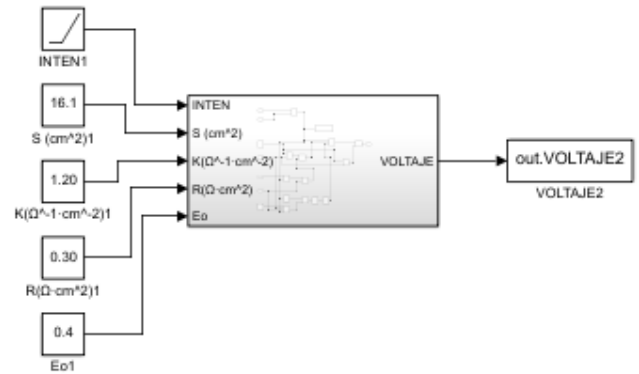 INTEN1
16.1
S (cm^2)1
1.20
K(Ω^-1·cm^-2)1
0.30
R(Ω·cm^2)1
0.4
Eo1
INTEN
S (cm^2)
K(Ω^-1·cm^-2)
R(Ω·cm^2)
Eo
VOLTAJE
out.VOLTAJE2
VOLTAJE2